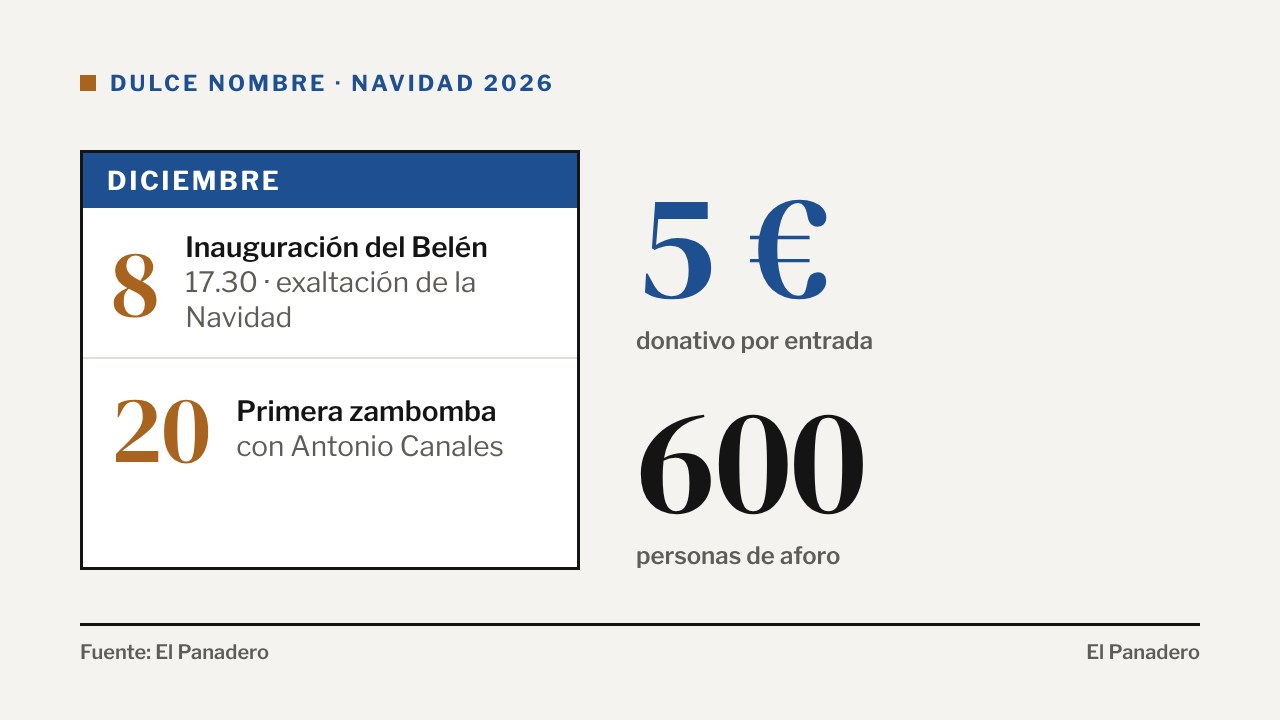 DULCE NOMBRE · NAVIDAD 2026
DICIEMBRE
8
Inauguración del Belén
17.30 · exaltación de la
Navidad
20
Primera zambomba
con Antonio Canales
5 €
donativo por entrada
600
personas de aforo
Fuente: El Panadero
El Panadero